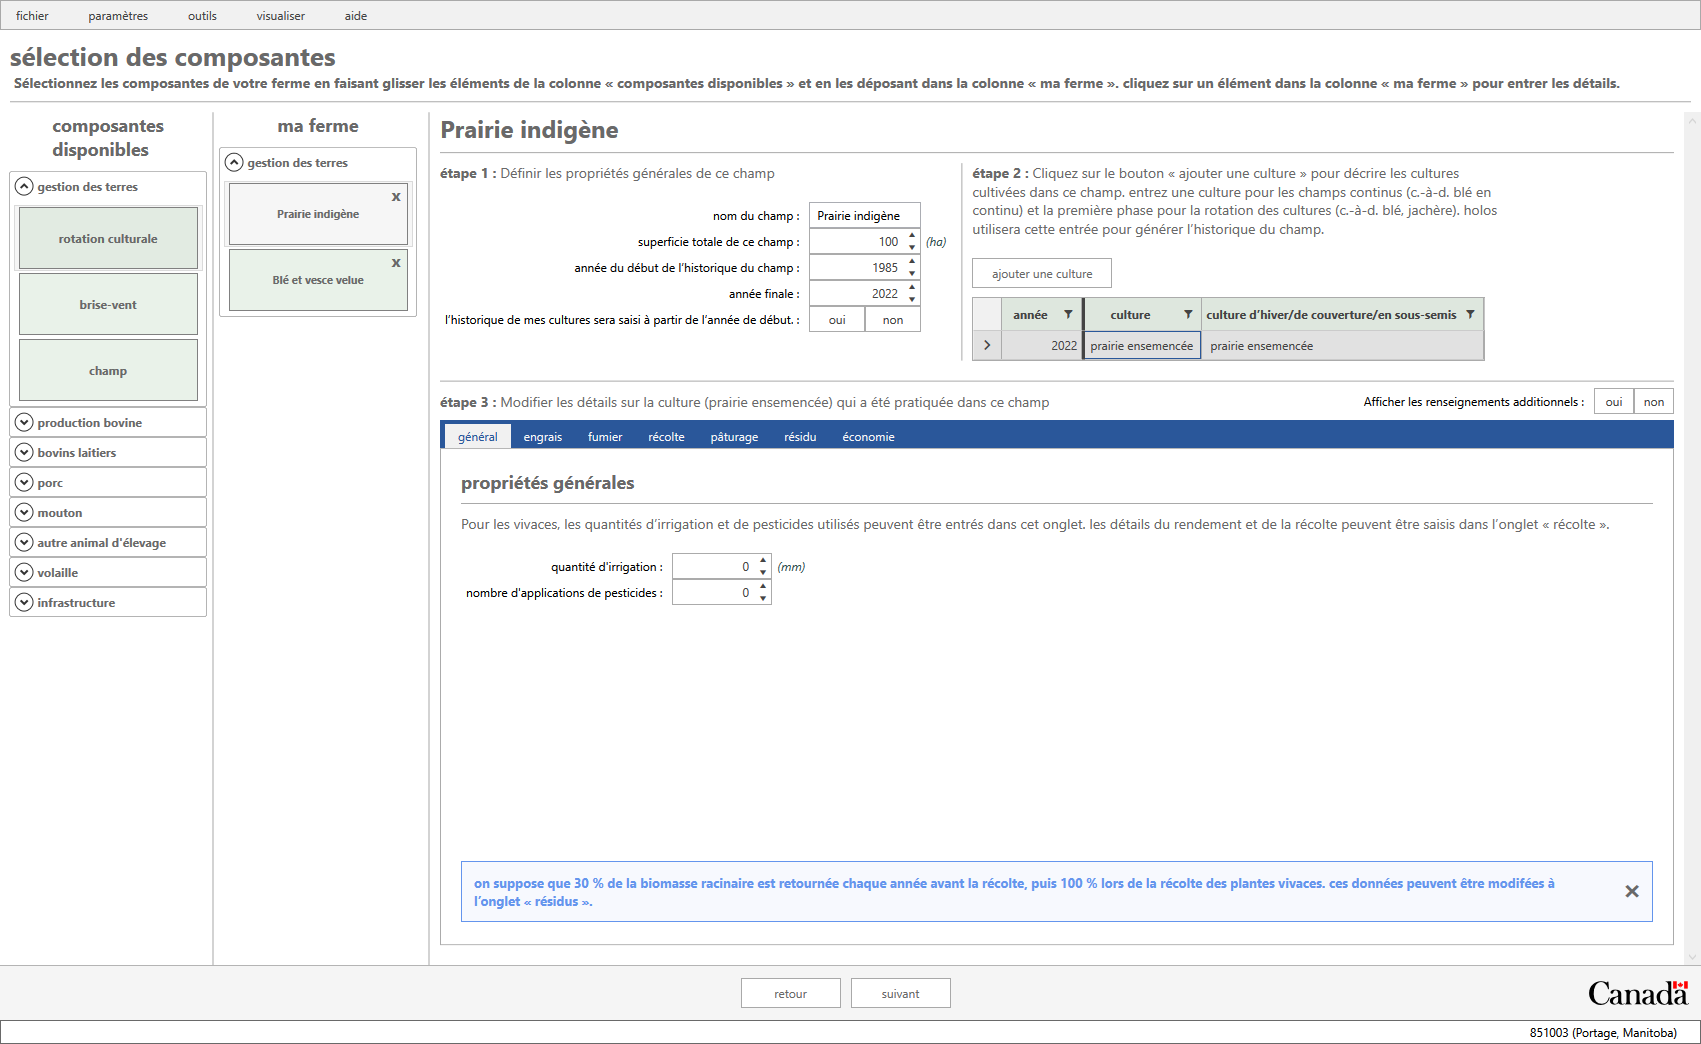 fichier
paramètres
outils
visualiser
aide
sélection des composantes
Sélectionnez les composantes de votre ferme en faisant glisser les éléments de la colonne « composantes disponibles » et en les déposant dans la colonne « ma ferme ». cliquez sur un élément dans la colonne « ma ferme » pour entrer les détails.
composantes
disponibles
gestion des terres
rotation culturale
brise-vent
champ
production bovine
bovins laitiers
porc
mouton
autre animal d'élevage
volaille
infrastructure
ma ferme
gestion des terres
Prairie indigène
x
Blé et vesce velue
x
Prairie indigène
étape 1 : Définir les propriétés générales de ce champ
nom du champ : Prairie indigène
superficie totale de ce champ : 100 (ha)
année du début de l’historique du champ : 1985
année finale : 2022
l’historique de mes cultures sera saisi à partir de l’année de début. : oui non
étape 2 : Cliquez sur le bouton « ajouter une culture » pour décrire les cultures
cultivées dans ce champ. entrez une culture pour les champs continus (c.-à-d. blé en
continu) et la première phase pour la rotation des cultures (c.-à-d. blé, jachère). holos
utilisera cette entrée pour générer l’historique du champ.
ajouter une culture
année culture culture d’hiver/de couverture/en sous-semis
2022 prairie ensemencée prairie ensemencée
étape 3 : Modifier les détails sur la culture (prairie ensemencée) qui a été pratiquée dans ce champ
Afficher les renseignements additionnels : oui non
général engrais fumier récolte pâturage résidu économie
propriétés générales
Pour les vivaces, les quantités d’irrigation et de pesticides utilisés peuvent être entrés dans cet onglet. les détails du rendement et de la récolte peuvent être saisis dans l’onglet « récolte ».
quantité d'irrigation : 0 (mm)
nombre d'applications de pesticides : 0
on suppose que 30 % de la biomasse racinaire est retournée chaque année avant la récolte, puis 100 % lors de la récolte des plantes vivaces. ces données peuvent être modifées à
l’onglet « résidus ».
retour
suivant
Canada
851003 (Portage, Manitoba)